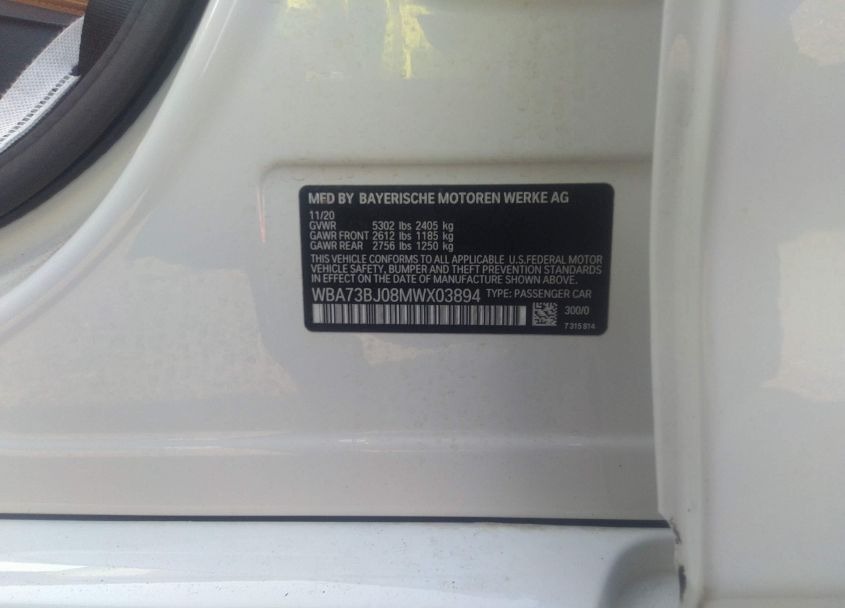 MFD BY BAYERISCHE MOTOREN WERKE AG
11/20
GVWR 5302 lbs 2405 kg
GAWR FRONT 2612 lbs 1185 kg
GAWR REAR 2756 lbs 1250 kg
THIS VEHICLE CONFORMS TO ALL APPLICABLE U.S.FEDERAL MOTOR
VEHICLE SAFETY, BUMPER AND THEFT PREVENTION STANDARDS
IN EFFECT ON THE DATE OF MANUFACTURE SHOWN ABOVE.
WBA73BJ08MWX03894 TYPE: PASSENGER CAR
300/0
7 315 814